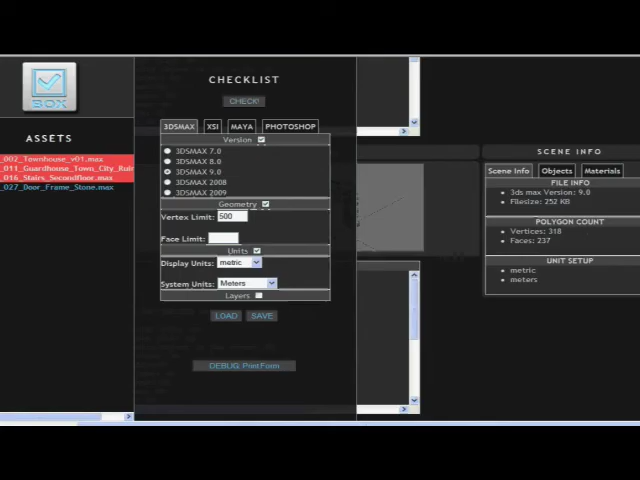 BOX
ASSETS
_002_Townhouse_v01.max
_011_Guardhouse_Town_City_Ruin
_016_Stairs_Secondfloor.max
_027_Door_Frame_Stone.max
CHECKLIST
CHECK!
3DSMAX XSI MAYA PHOTOSHOP
Version
3DSMAX 7.0
3DSMAX 8.0
3DSMAX 9.0
3DSMAX 2008
3DSMAX 2009
Geometry
Vertex Limit: 500
Face Limit:
Units
Display Units: metric
System Units: Meters
Layers
LOAD SAVE
DEBUG: PrintForm
SCENE INFO
Scene Info Objects Materials
FILE INFO
3ds max Version: 9.0
Filesize: 252 KB
POLYGON COUNT
Vertices: 318
Faces: 237
UNIT SETUP
metric
meters